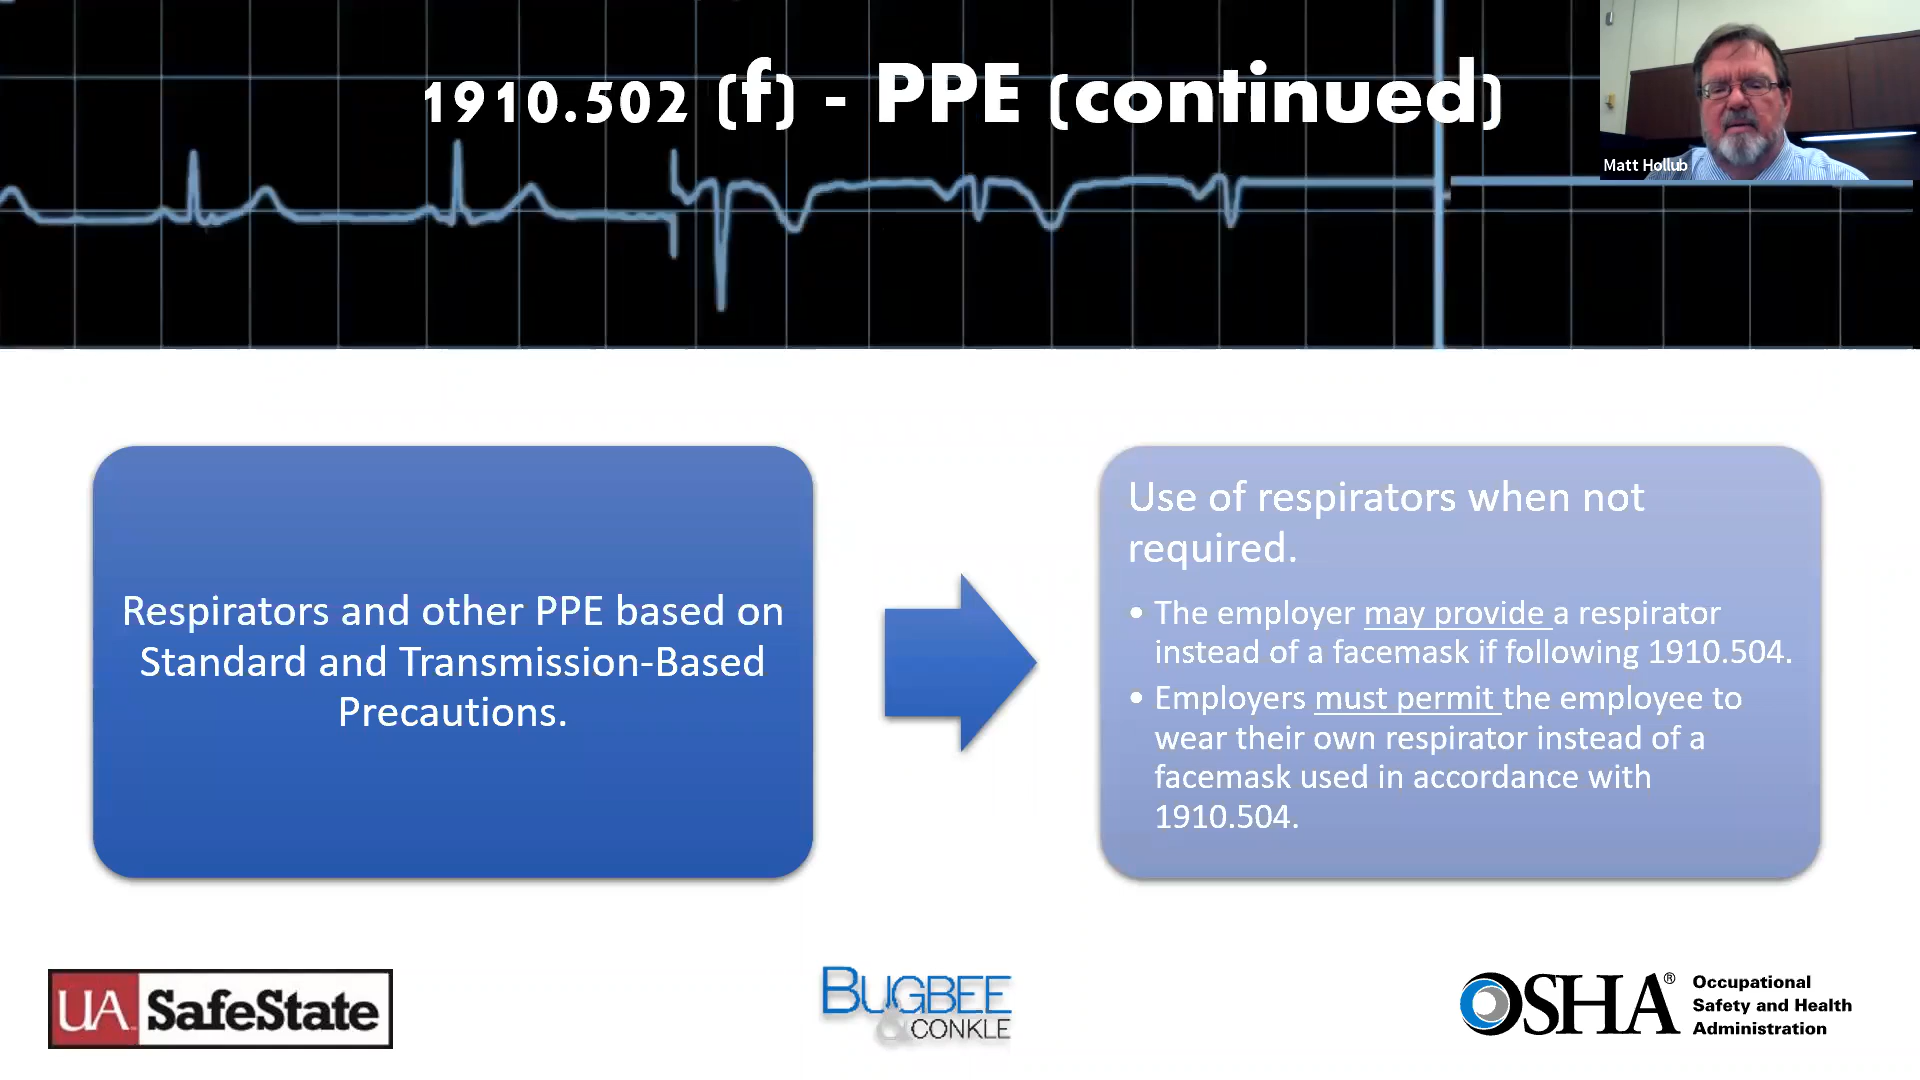 1910.502 (f) - PPE (continued)
Matt Hollub
Respirators and other PPE based on
Standard and Transmission-Based
Precautions.
Use of respirators when not
required.
• The employer may provide a respirator
instead of a facemask if following 1910.504.
• Employers must permit the employee to
wear their own respirator instead of a
facemask used in accordance with
1910.504.
UA SafeState
BUGBEE
& CONKLE
OSHA®
Occupational
Safety and Health
Administration